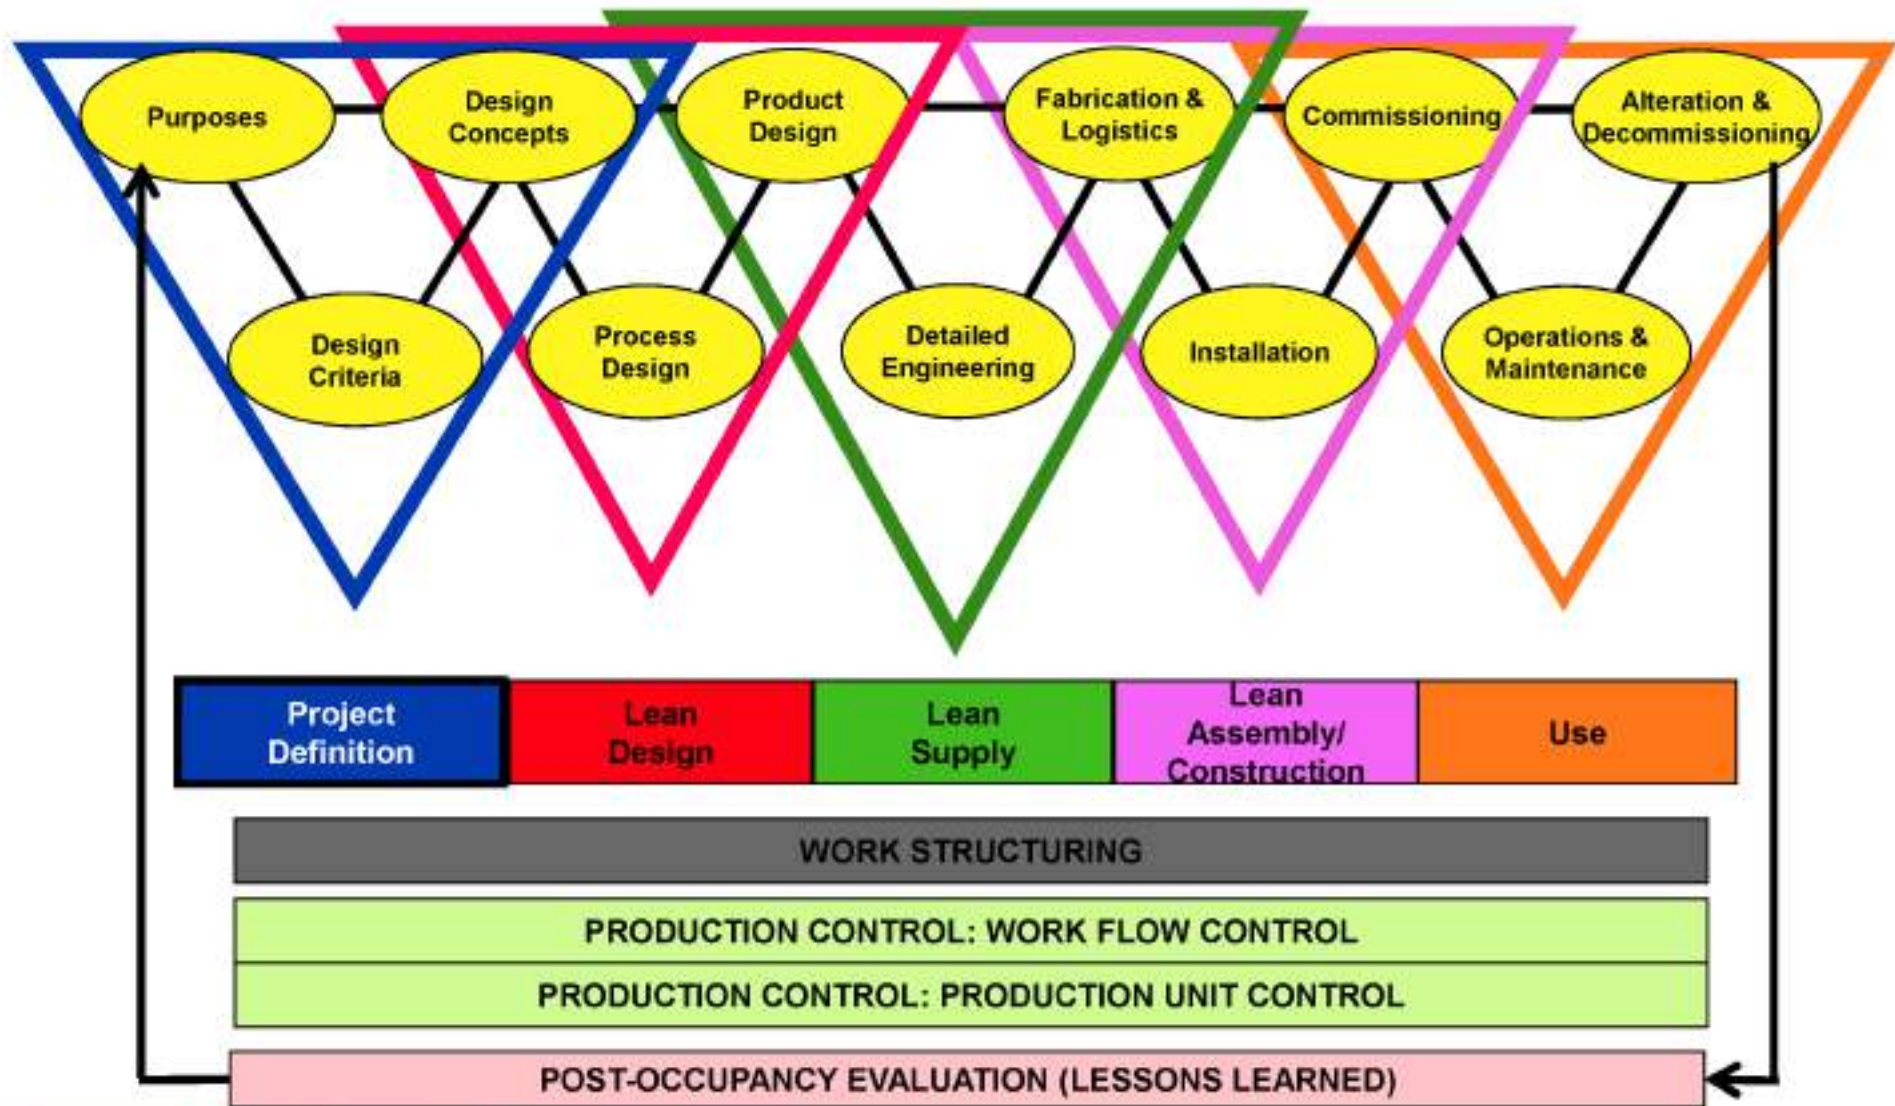 Purposes
Design
Concepts
Product
Design
Fabrication &
Logistics
Commissioning
Alteration &
Decommissioning
Design
Criteria
Process
Design
Detailed
Engineering
Installation
Operations &
Maintenance
Project
Definition
Lean
Design
Lean
Supply
Lean
Assembly/
Construction
Use
WORK STRUCTURING
PRODUCTION CONTROL: WORK FLOW CONTROL
PRODUCTION CONTROL: PRODUCTION UNIT CONTROL
POST-OCCUPANCY EVALUATION (LESSONS LEARNED)